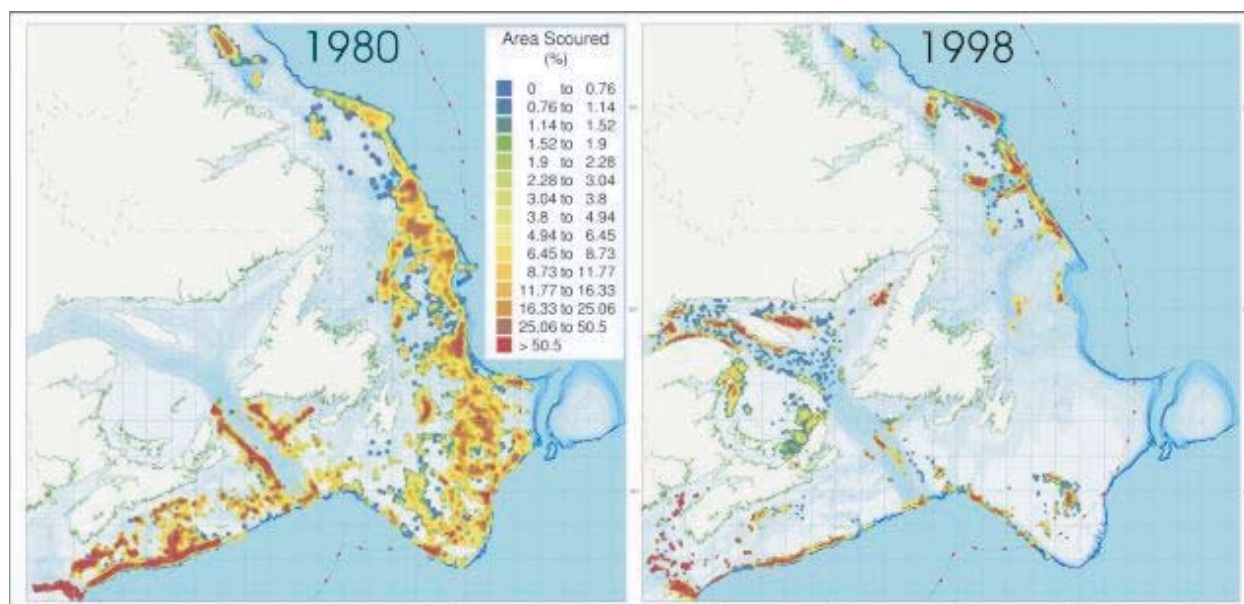 1980
Area Scoured
(%)
0 to 0.76
0.76 to 1.14
1.14 to 1.52
1.52 to 1.9
1.9 to 2.28
2.28 to 3.04
3.04 to 3.8
3.8 to 4.94
4.94 to 6.45
6.45 to 8.73
8.73 to 11.77
11.77 to 16.33
16.33 to 25.06
25.06 to 50.5
> 50.5
1998